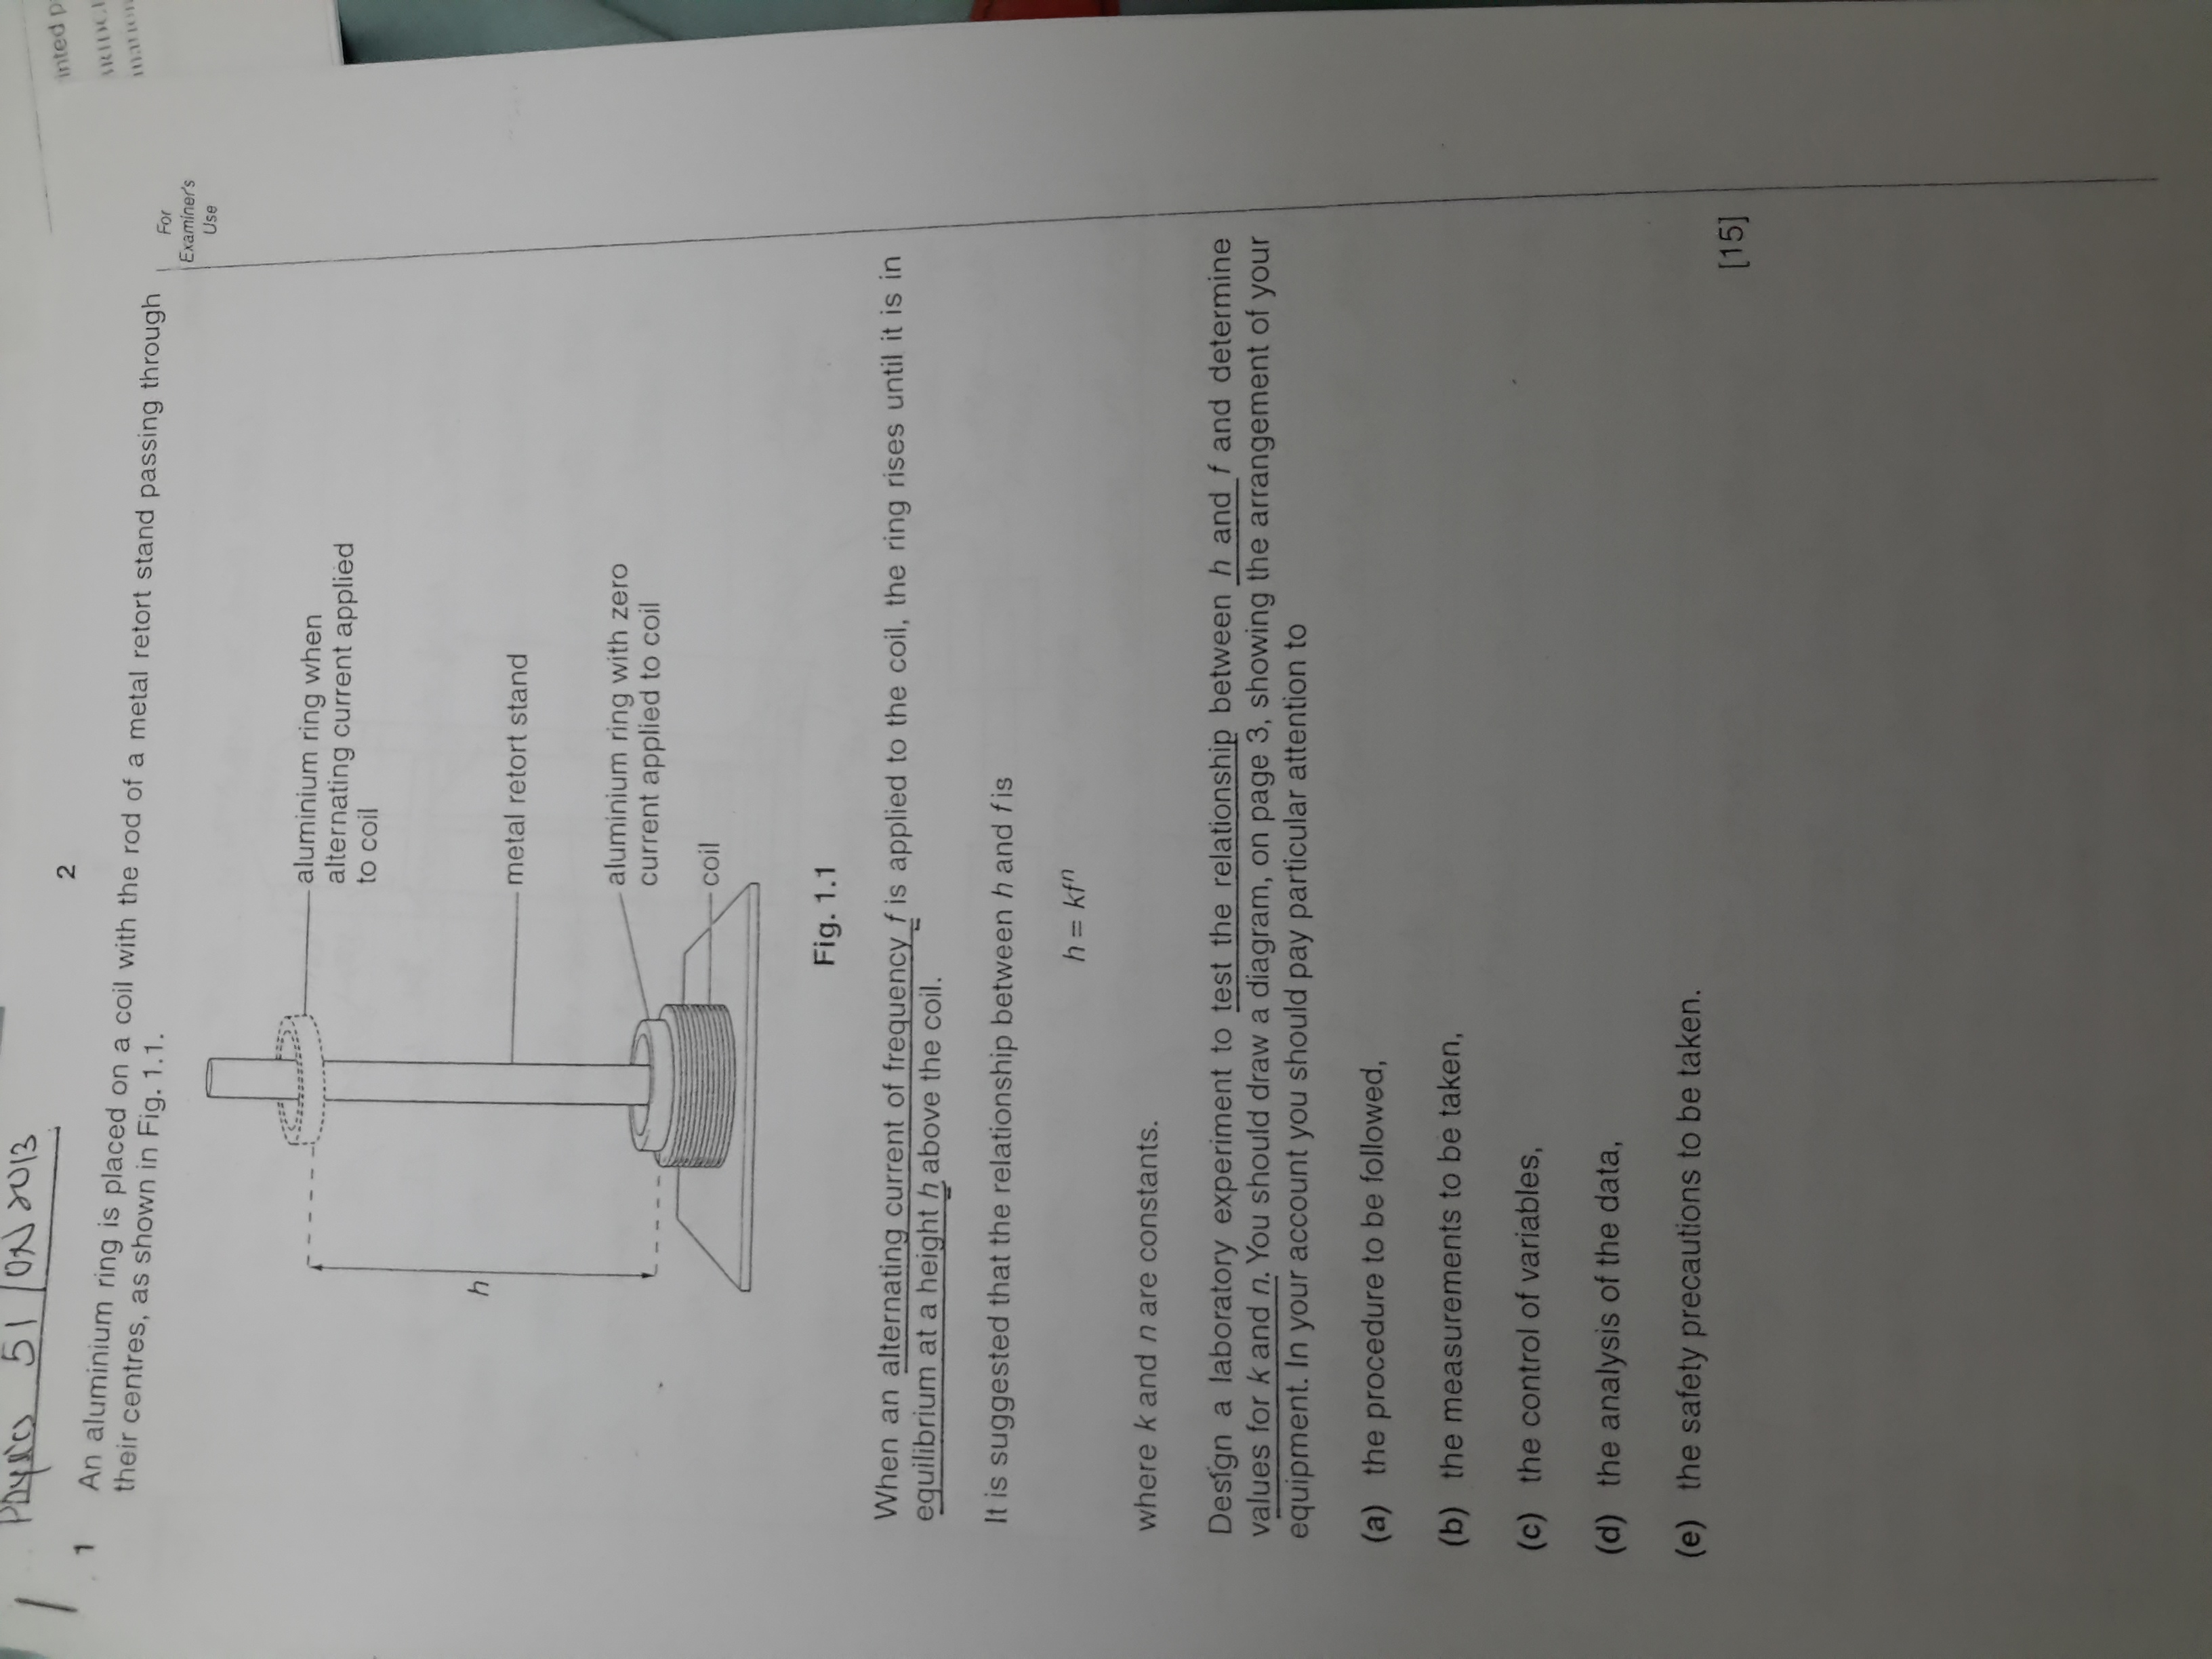 Physics 51 / ON 2013
2
1 An aluminium ring is placed on a coil with the rod of a metal retort stand passing through
their centres, as shown in Fig. 1.1.
inted
For
Examiner's
Use
aluminium ring when
alternating current applied
to coil
h
metal retort stand
aluminium ring with zero
current applied to coil
coil
Fig. 1.1
When an alternating current of frequency f is applied to the coil, the ring rises until it is in
equilibrium at a height h above the coil.
It is suggested that the relationship between h and f is
h = kfⁿ
where k and n are constants.
Design a laboratory experiment to test the relationship between h and f and determine
values for k and n. You should draw a diagram, on page 3, showing the arrangement of your
equipment. In your account you should pay particular attention to
(a) the procedure to be followed,
(b) the measurements to be taken,
(c) the control of variables,
(d) the analysis of the data,
(e) the safety precautions to be taken.
[15]